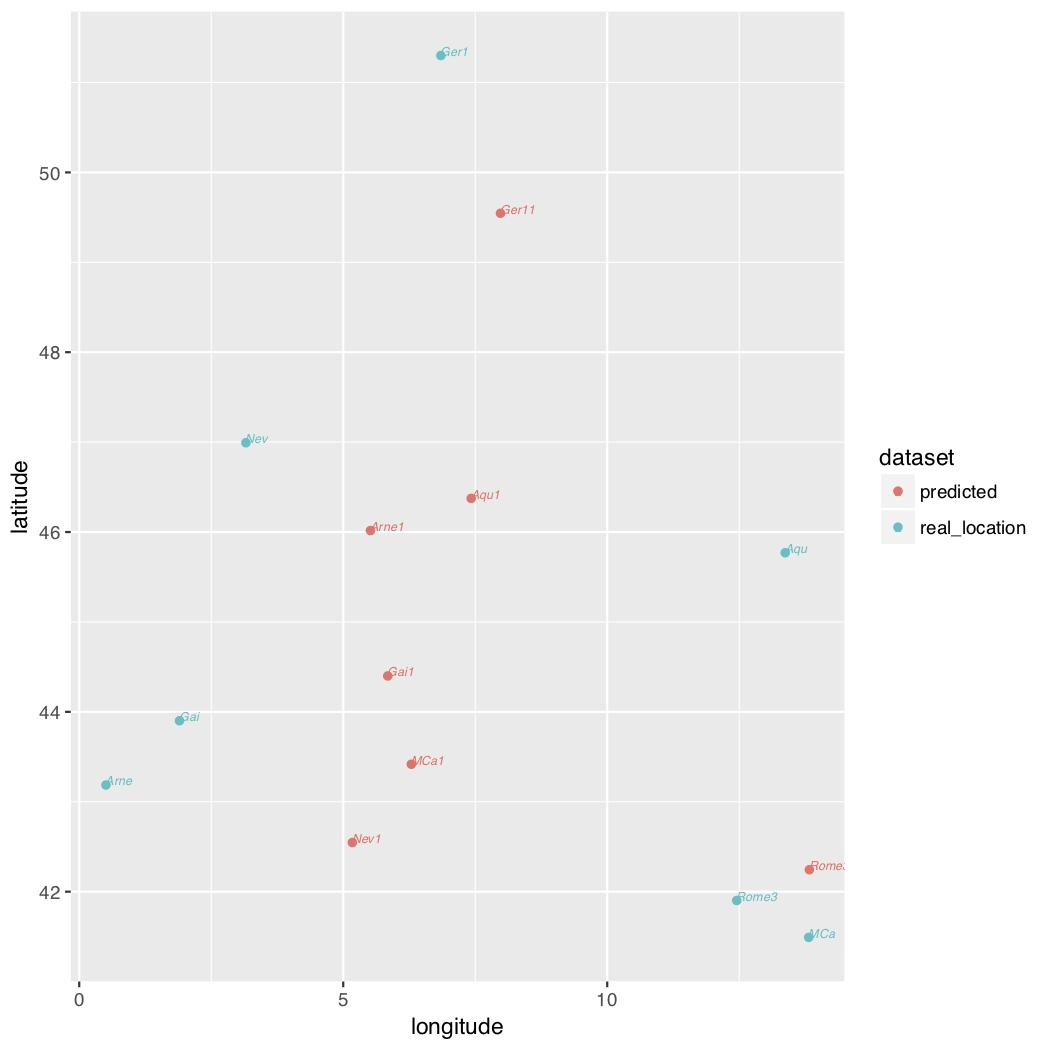 Ger1
50
Ger11
48
Nev
dataset
Aqu1
predicted
Arne1
46
real_location
Aqu
latitude
Gai1
44
Gai
MCa1
Arne
Nev1
42
Rome3
MCa
0
5
10
longitude